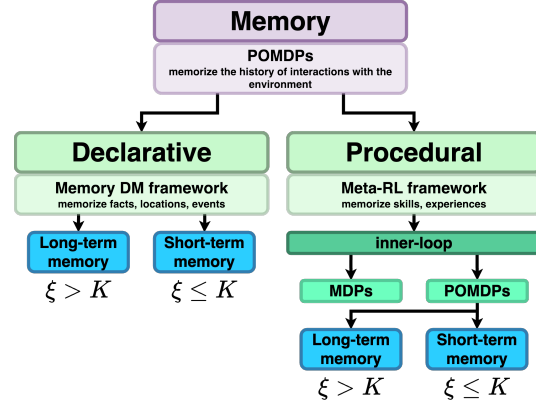 Memory
POMDPs
memorize the history of interactions with the
environment
Declarative
Memory DM framework
memorize facts, locations, events
Long-term
memory
Short-term
memory
ξ > K
ξ ≤ K
Procedural
Meta-RL framework
memorize skills, experiences
inner-loop
MDPs
POMDPs
Long-term
memory
Short-term
memory
ξ > K
ξ ≤ K